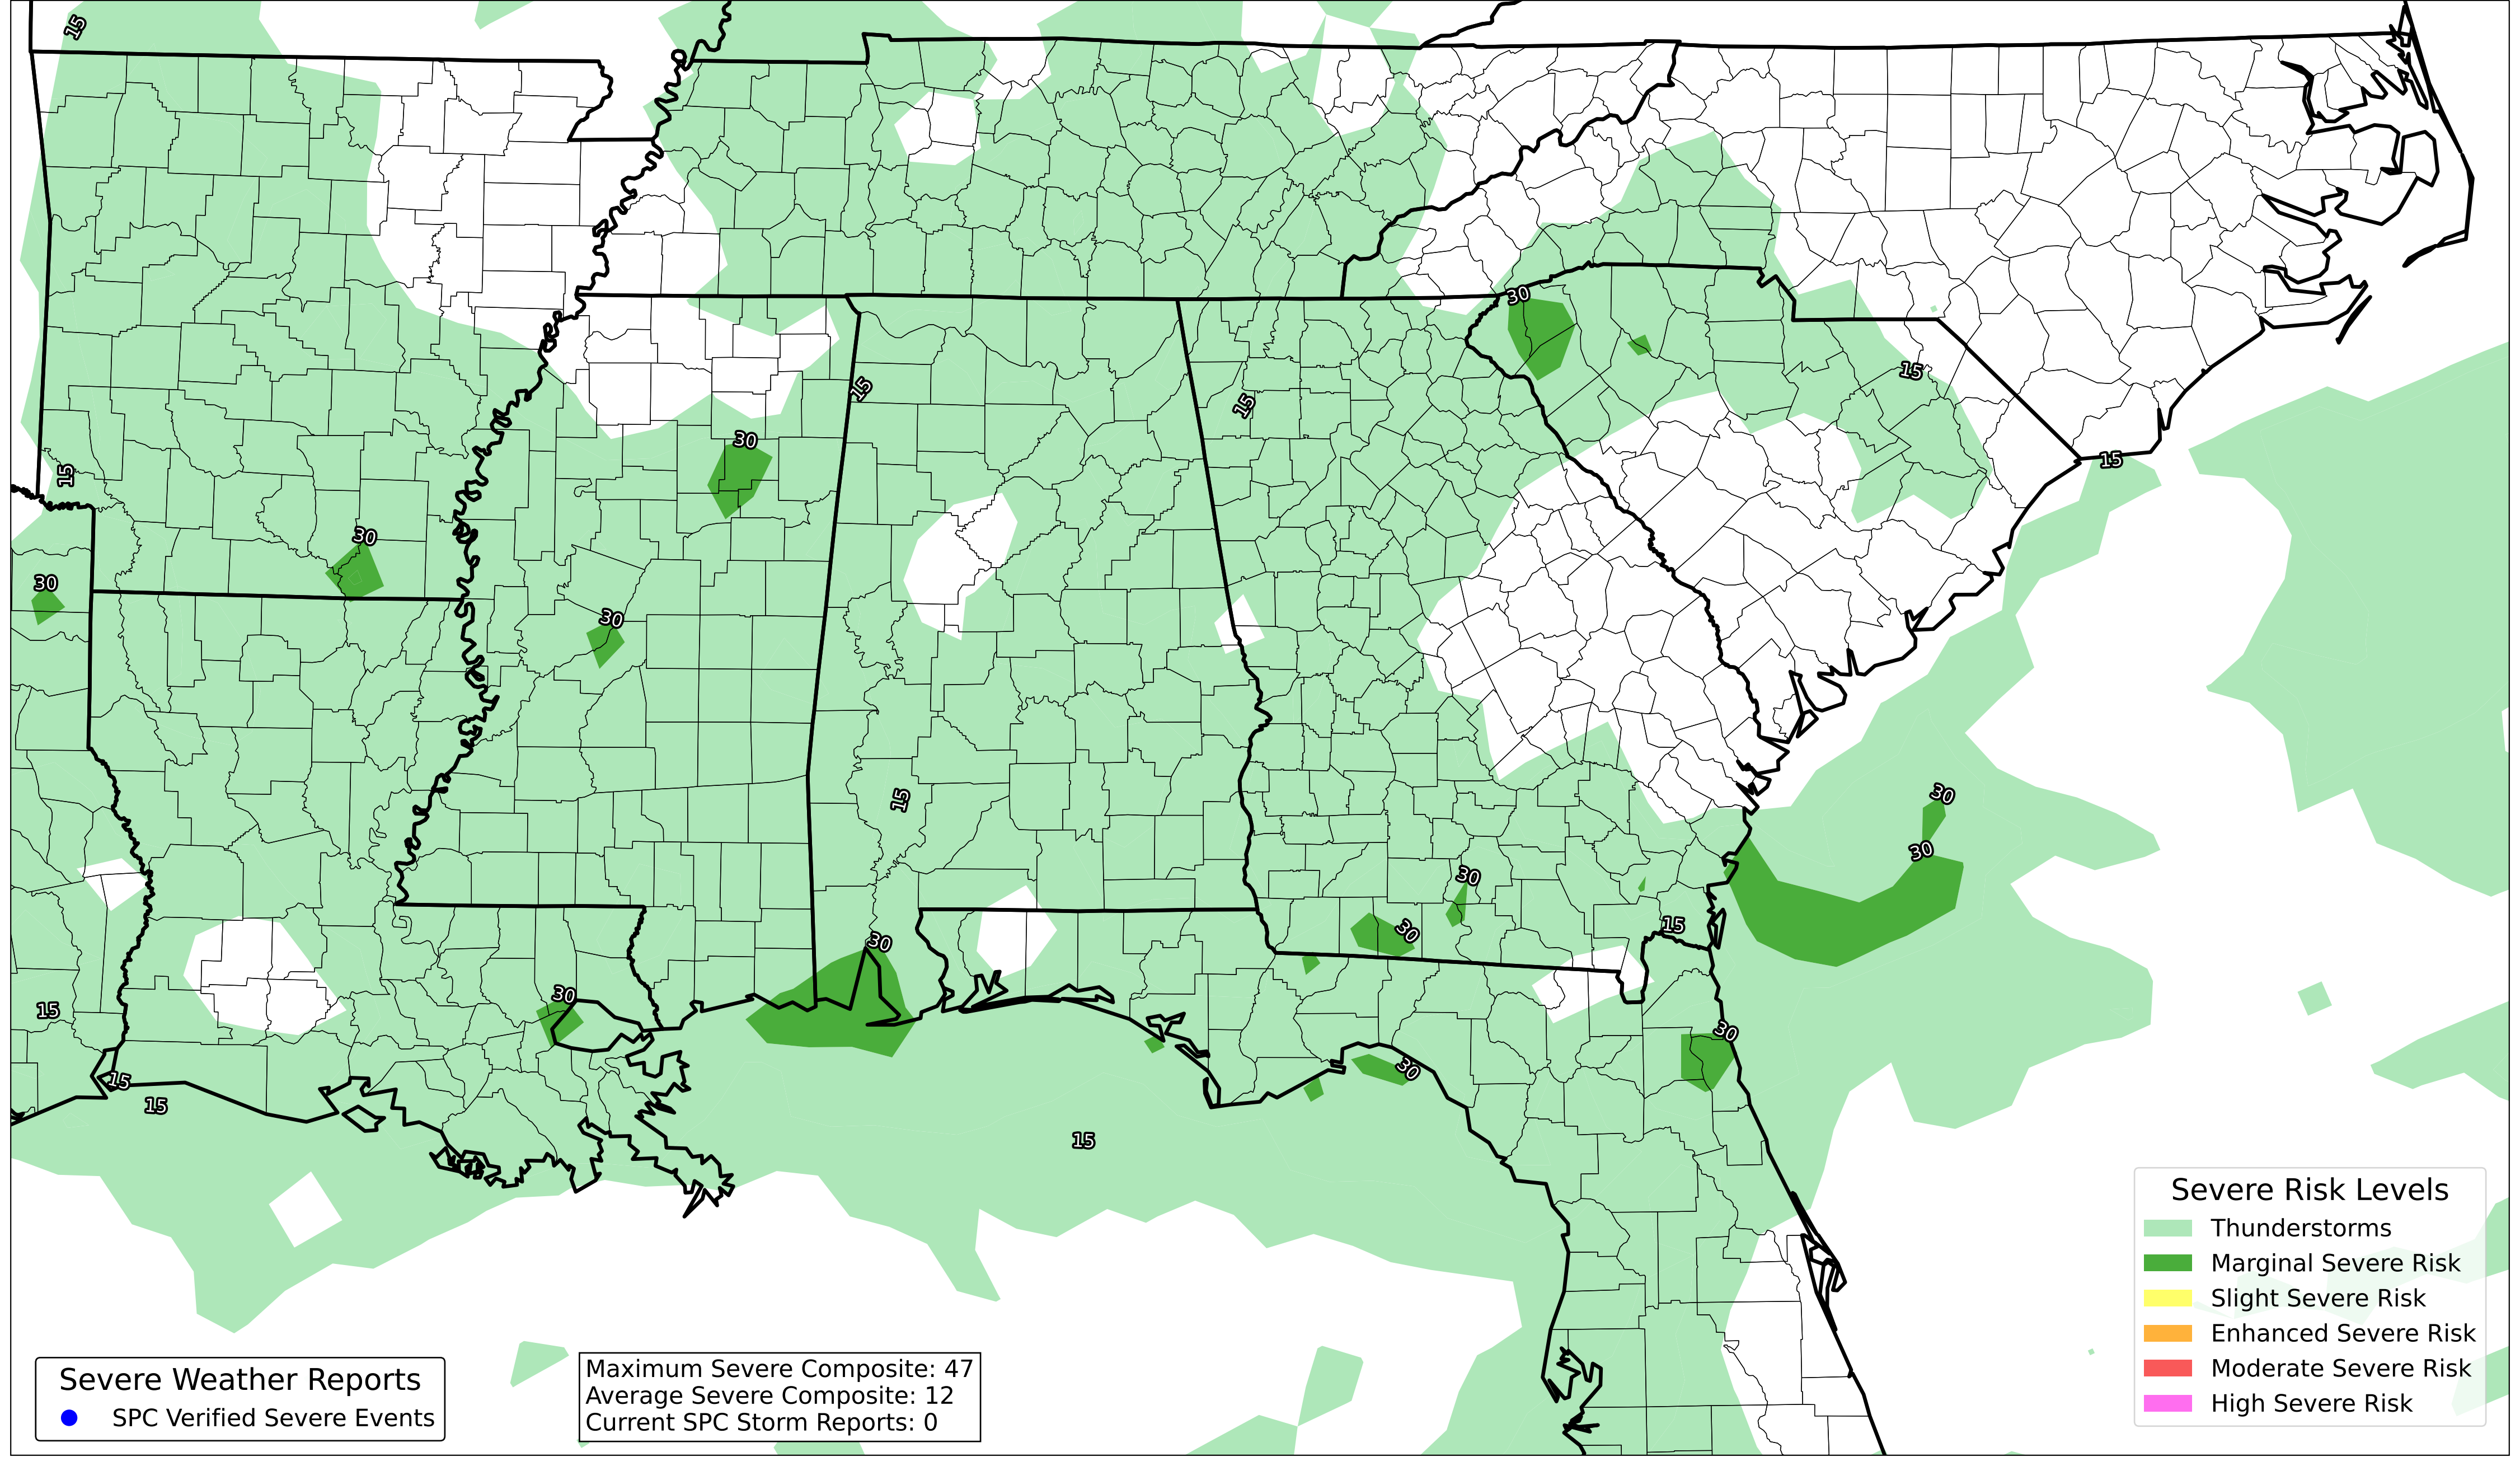 15
30
15
15
30
15
15
15
30
30
30
30
30
15
30
30
30
15
30
30
15
30
30
15
15
15
Severe Risk Levels
Thunderstorms
Marginal Severe Risk
Slight Severe Risk
Enhanced Severe Risk
Moderate Severe Risk
High Severe Risk
Severe Weather Reports
SPC Verified Severe Events
Maximum Severe Composite: 47
Average Severe Composite: 12
Current SPC Storm Reports: 0